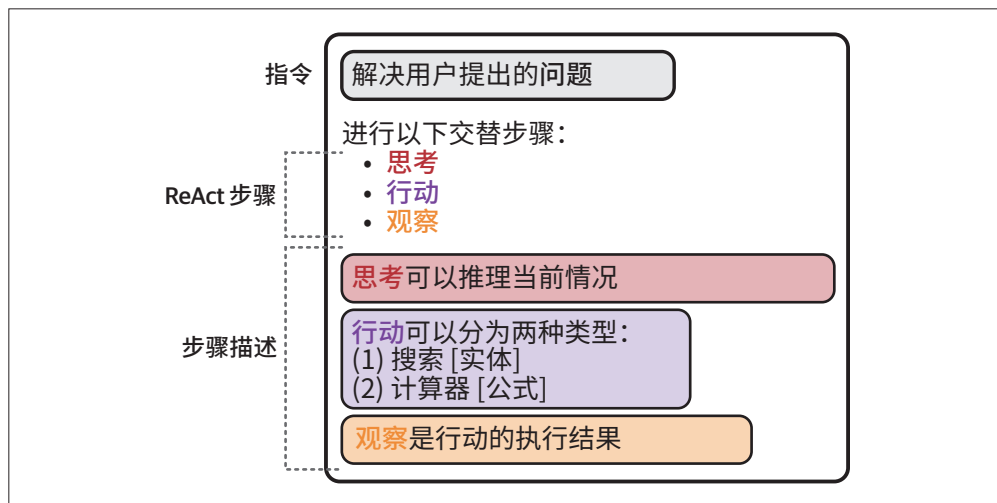 指令
解决用户提出的问题
进行以下交替步骤：
• 思考
ReAct 步骤
• 行动
• 观察
思考可以推理当前情况
步骤描述
行动可以分为两种类型：
(1) 搜索 [实体]
(2) 计算器 [公式]
观察是行动的执行结果